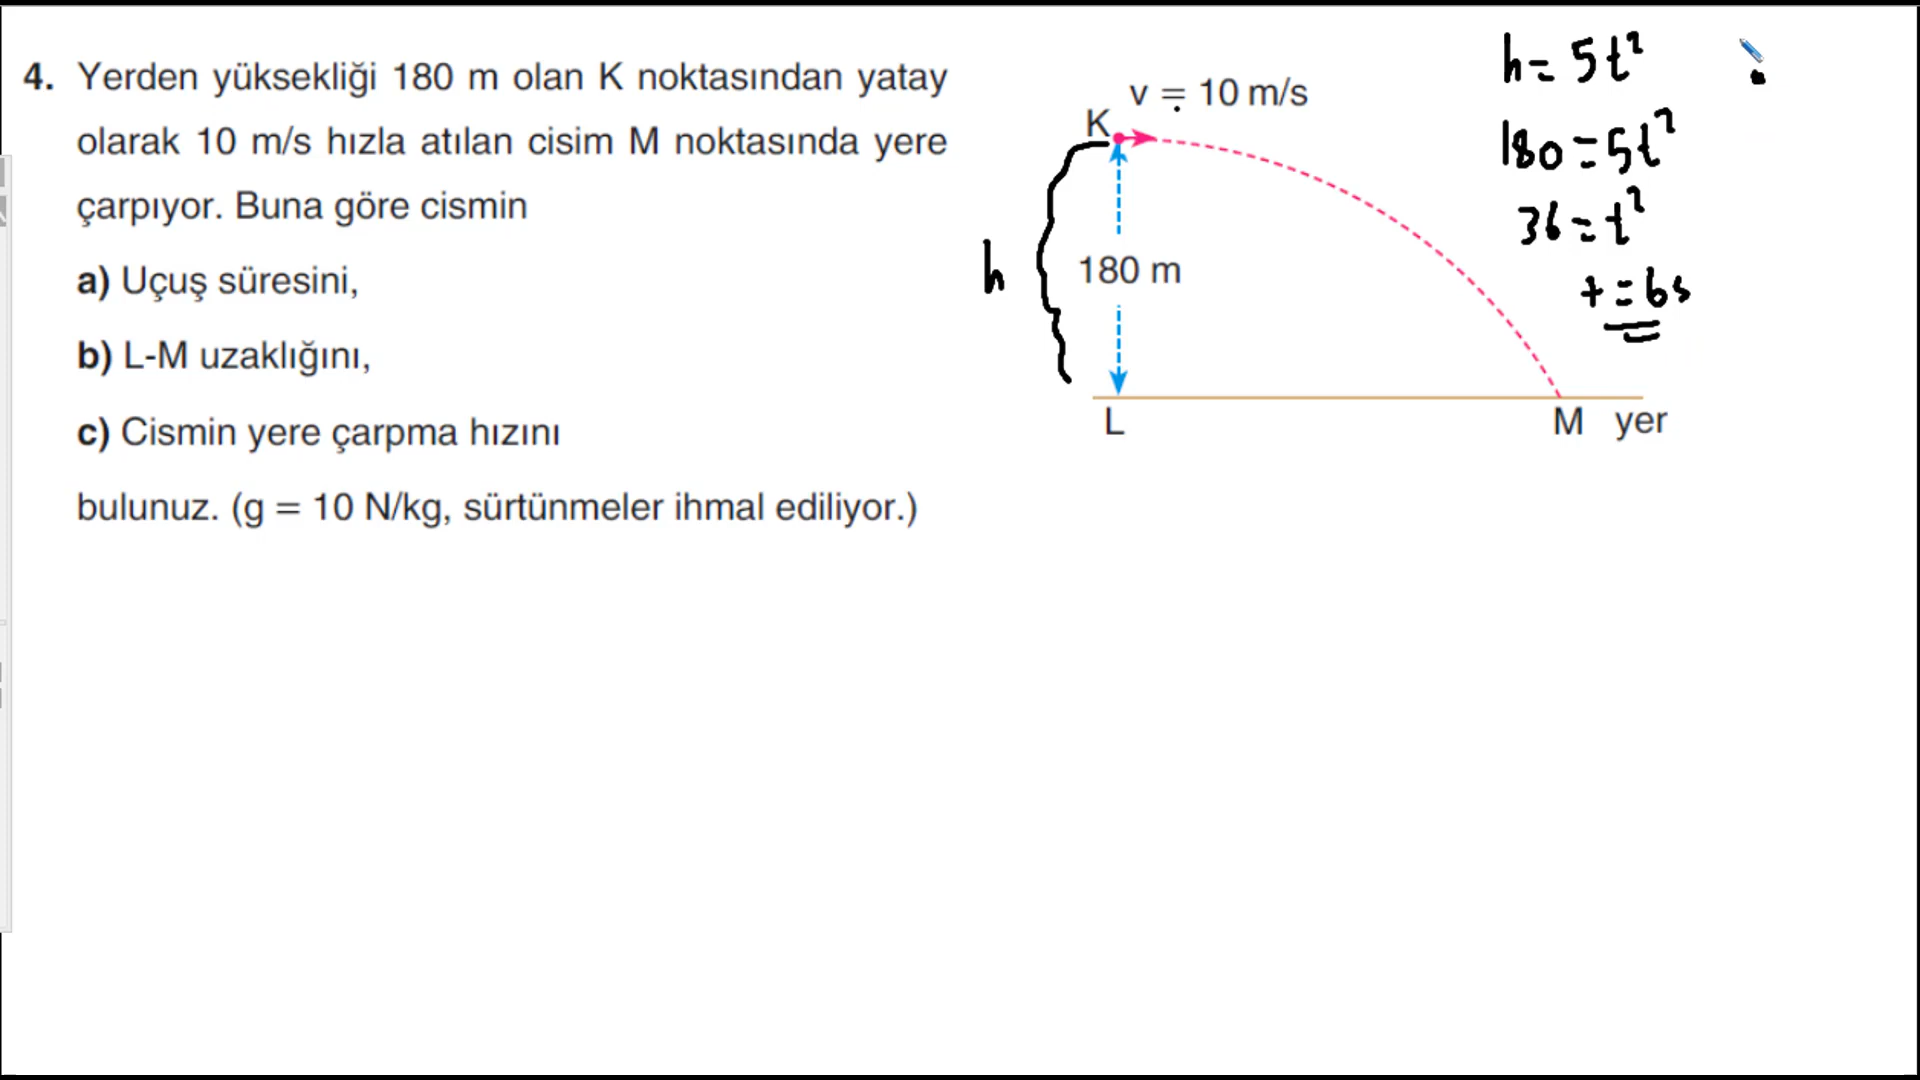 4. Yerden yüksekliği 180 m olan K noktasından yatay
olarak 10 m/s hızla atılan cisim M noktasında yere
çarpıyor. Buna göre cismin
a) Uçuş süresini,
b) L-M uzaklığını,
c) Cismin yere çarpma hızını
bulunuz. (g = 10 N/kg, sürtünmeler ihmal ediliyor.)
v = 10 m/s
K
h
180 m
L
M yer
h = 5t²
180 = 5t²
36 = t²
t = 6s